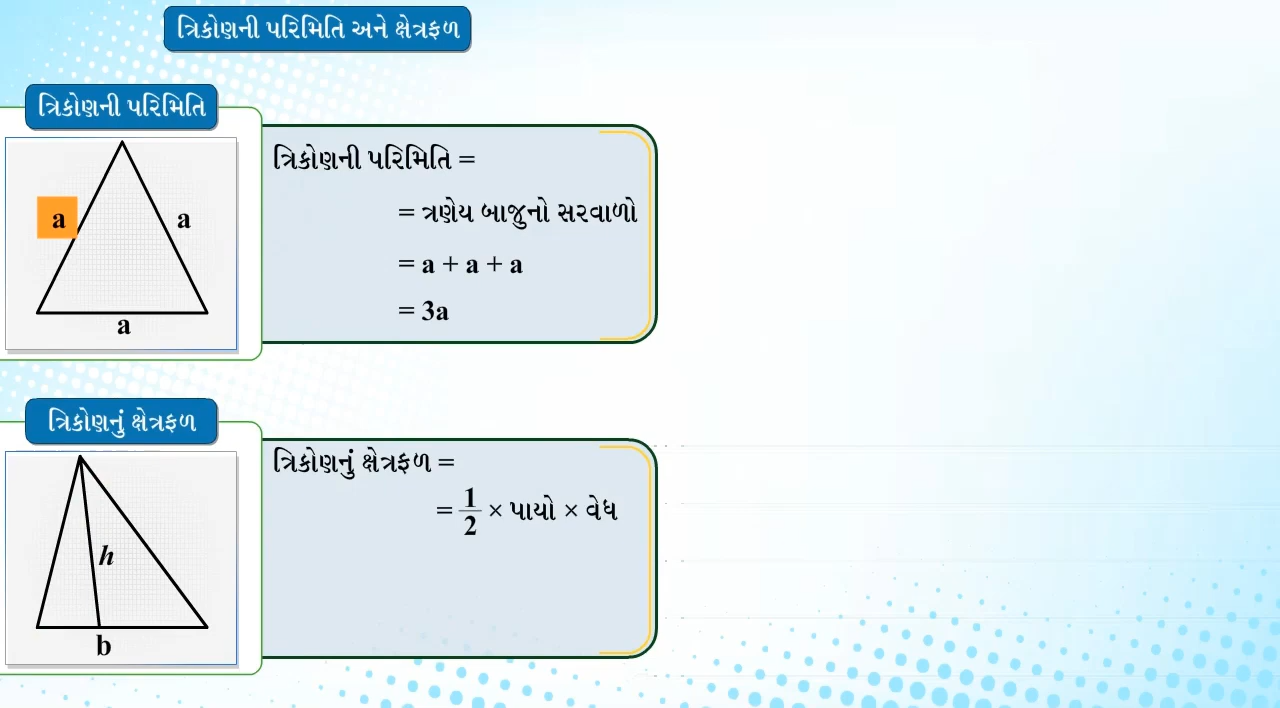 ત્રિકોણની પરિમિતિ અને ક્ષેત્રફળ
ત્રિકોણની પરિમિતિ
a
a
a
ત્રિકોણની પરિમિતિ =
= ત્રણેય બાજુનો સરવાળો
= a + a + a
= 3a
ત્રિકોણનું ક્ષેત્રફળ
h
b
ત્રિકોણનું ક્ષેત્રફળ =
= 1/2 × પાયો × વેધ